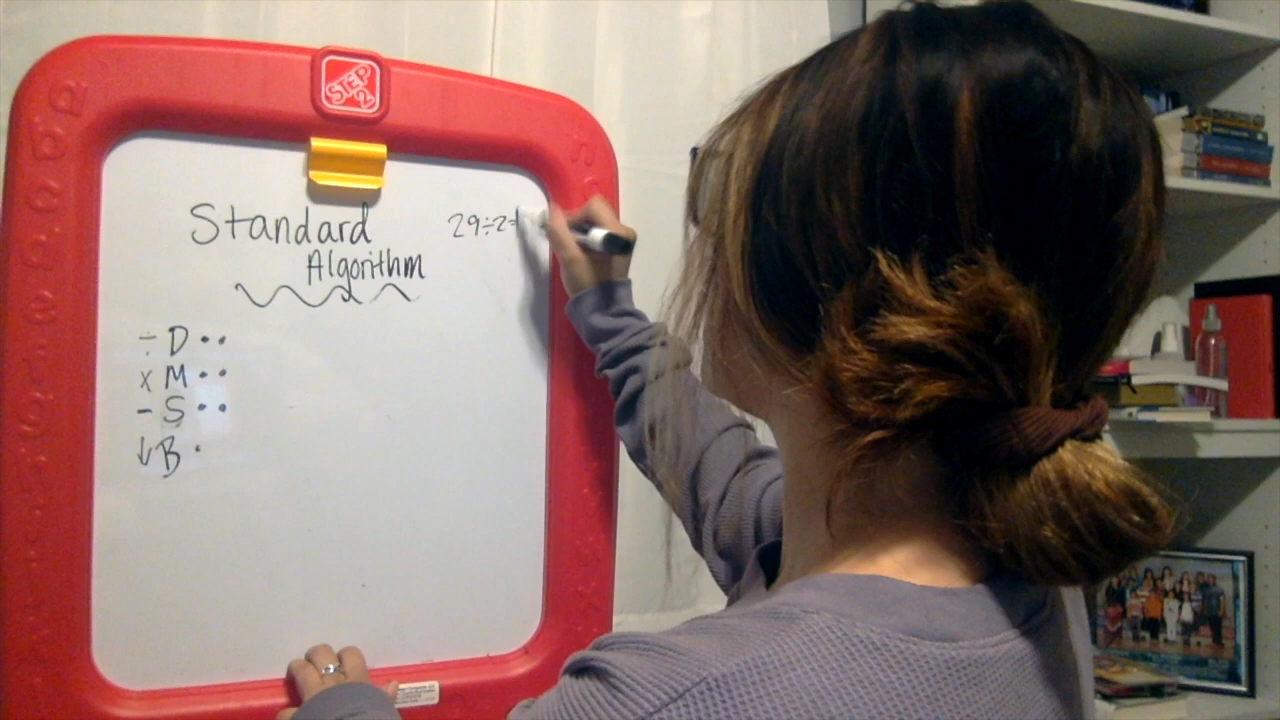 STEP
2
Standard
Algorithm
29÷2=
÷ D • •
x M • •
- S • •
↓ B •